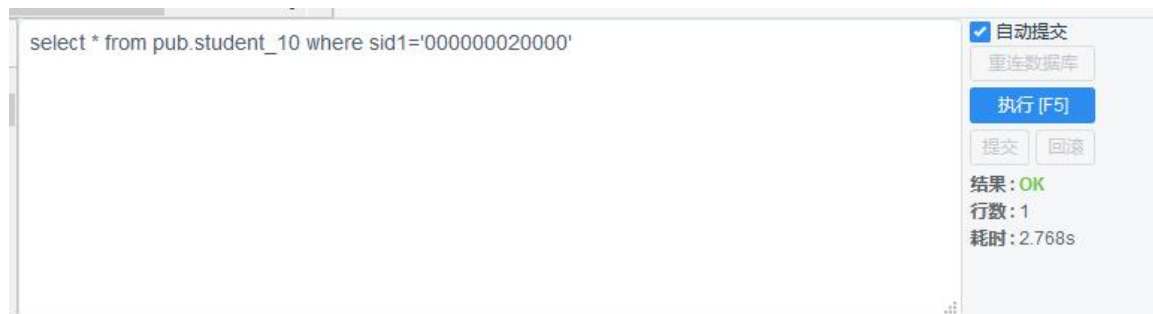 select * from pub.student_10 where sid1='000000020000'
自动提交
重连数据库
执行 [F5]
提交 回滚
结果 : OK
行数 : 1
耗时 : 2.768s